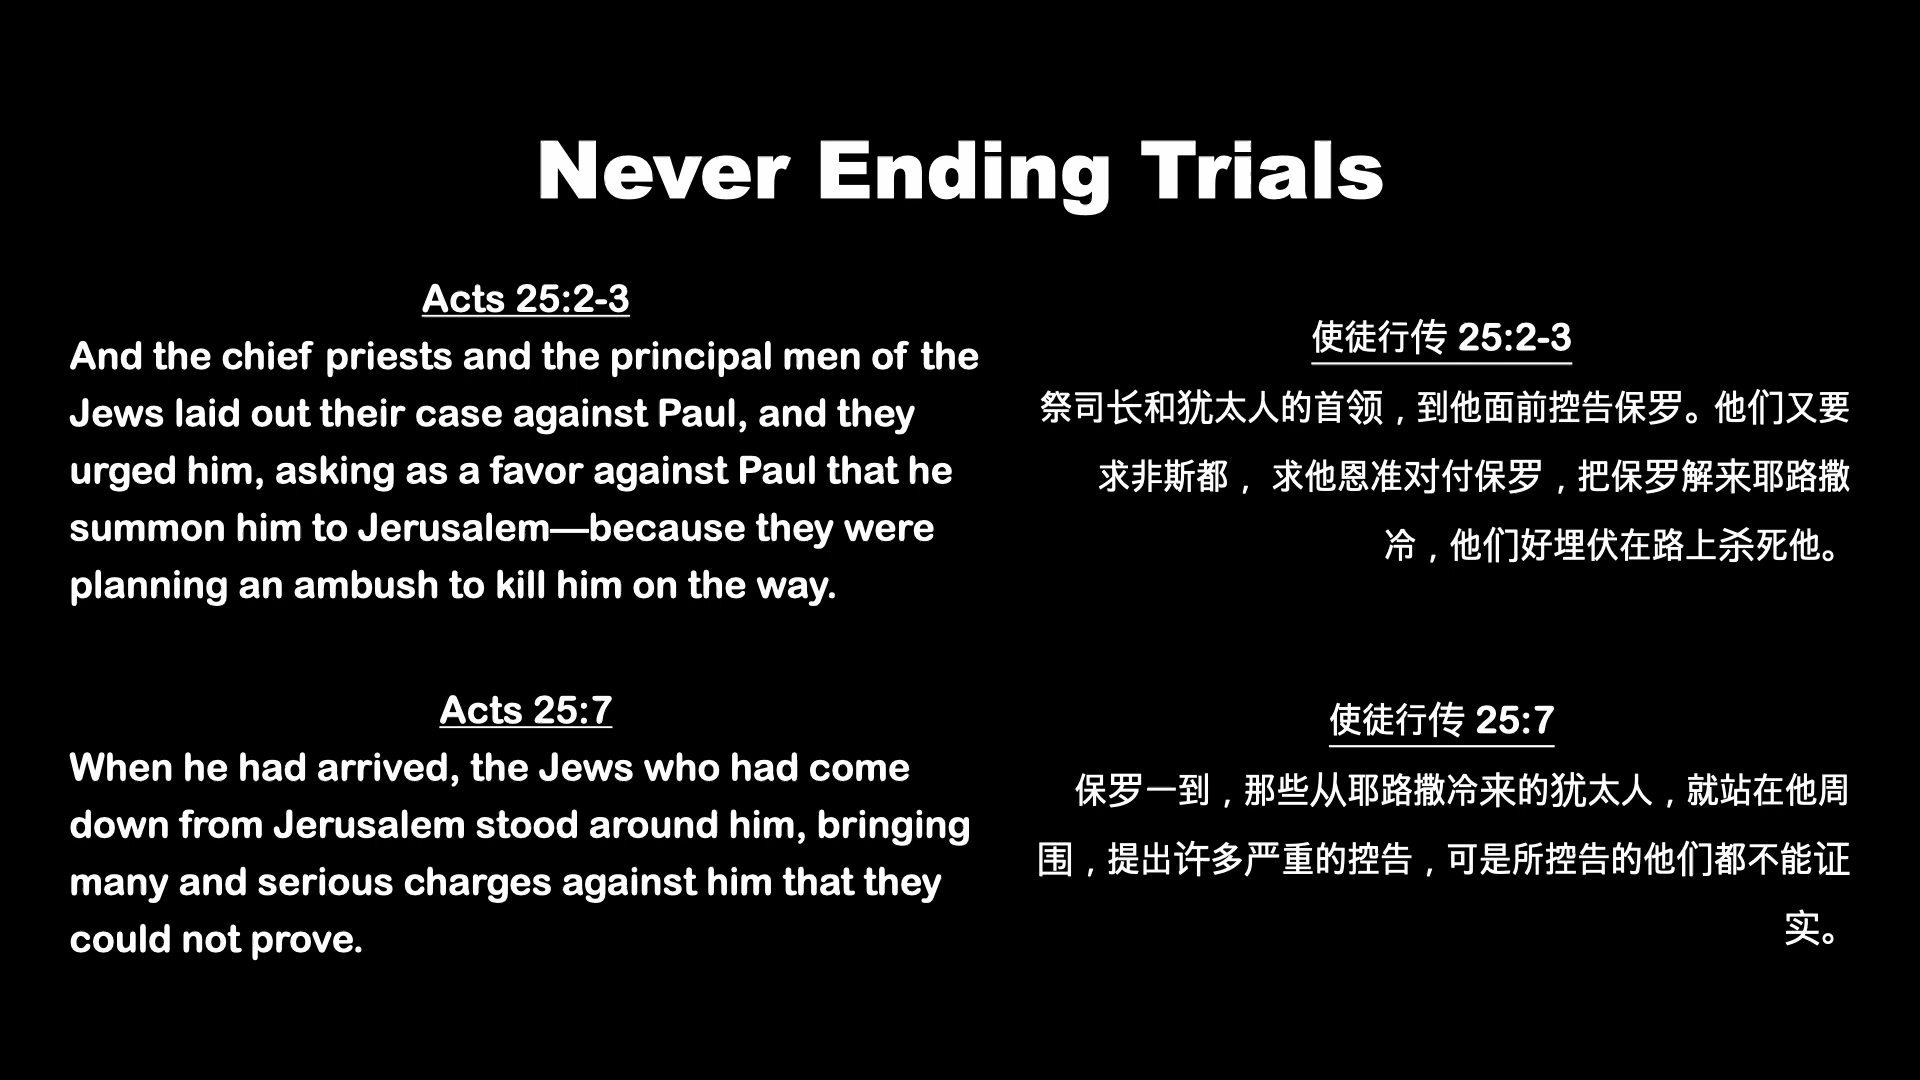 Never Ending Trials
Acts 25:2-3
And the chief priests and the principal men of the
Jews laid out their case against Paul, and they
urged him, asking as a favor against Paul that he
summon him to Jerusalem—because they were
planning an ambush to kill him on the way.
Acts 25:7
When he had arrived, the Jews who had come
down from Jerusalem stood around him, bringing
many and serious charges against him that they
could not prove.
使徒行传 25:2-3
祭司长和犹太人的首领，到他面前控告保罗。他们又要
求非斯都， 求他恩准对付保罗，把保罗解来耶路撒
冷，他们好埋伏在路上杀死他。
使徒行传 25:7
保罗一到，那些从耶路撒冷来的犹太人，就站在他周
围，提出许多严重的控告，可是所控告的他们都不能证
实。